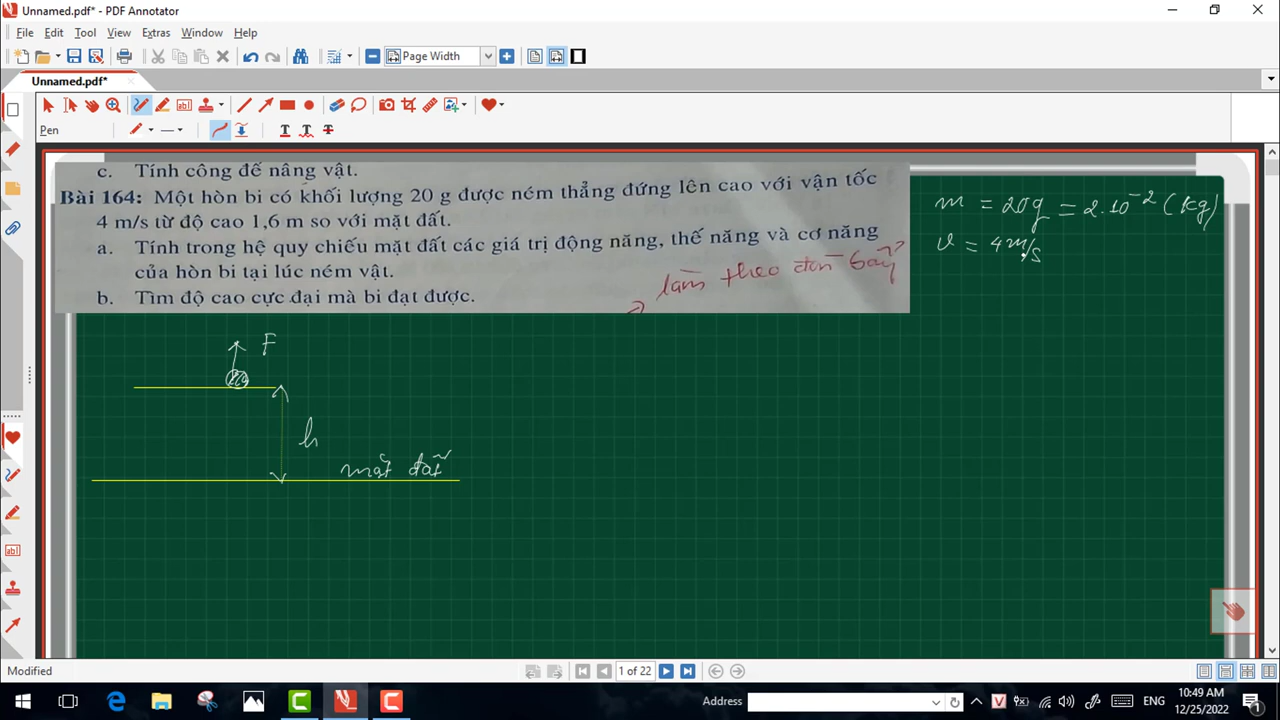 Unnamed.pdf* - PDF Annotator
File Edit Tool View Extras Window Help
Page Width
Unnamed.pdf*
Pen
c. Tính công để nâng vật.
Bài 164: Một hòn bi có khối lượng 20 g được ném thẳng đứng lên cao với vận tốc
4 m/s từ độ cao 1,6 m so với mặt đất.
a. Tính trong hệ quy chiếu mặt đất các giá trị động năng, thế năng và cơ năng
của hòn bi tại lúc ném vật.
b. Tìm độ cao cực đại mà bi đạt được.
làm theo
m = 20g = 2.10⁻² (kg)
v = 4m/s
F
h
mặt đất
Modified
1 of 22
Address
ENG
10:49 AM
12/25/2022